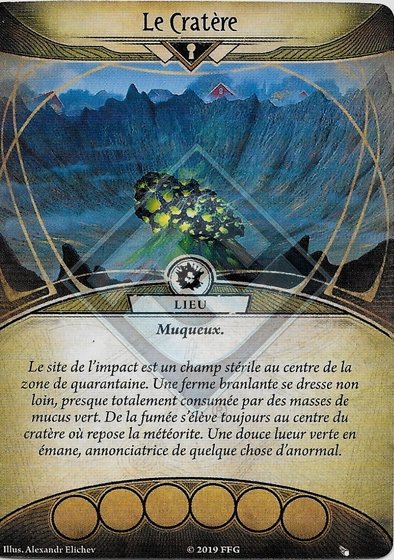 Le Cratère
LIEU
Muqueux.
Le site de l'impact est un champ stérile au centre de la
zone de quarantaine. Une ferme branlante se dresse non
loin, presque totalement consumée par des masses de
mucus vert. De la fumée s'élève toujours au centre du
cratère où repose la météorite. Une douce lueur verte en
émane, annonciatrice de quelque chose d'anormal.
Illus. Alexandr Elichev
© 2019 FFG